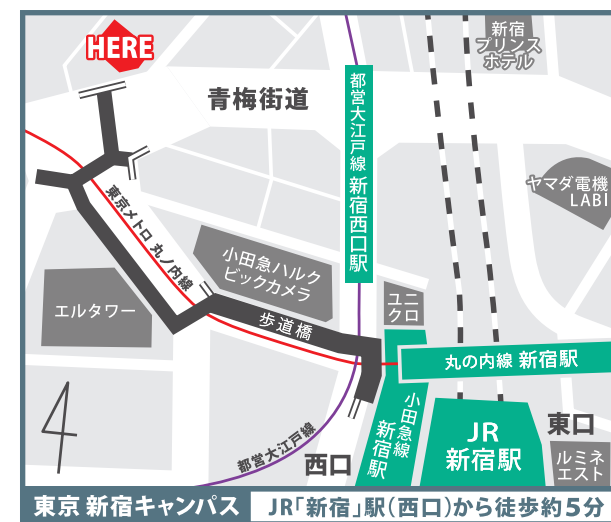 HERE
新宿
プリンス
ホテル
青梅街道
都営大江戸線 新宿西口駅
ヤマダ電機
LABI
東京メトロ 丸ノ内線
小田急ハルク
ビックカメラ
ユニ
クロ
エルタワー
歩道橋
丸の内線 新宿駅
小田急線
新宿駅
JR
新宿駅
東口
ルミネ
エスト
都営大江戸線
西口
4
東京 新宿キャンパス
JR「新宿」駅(西口)から徒歩約5分